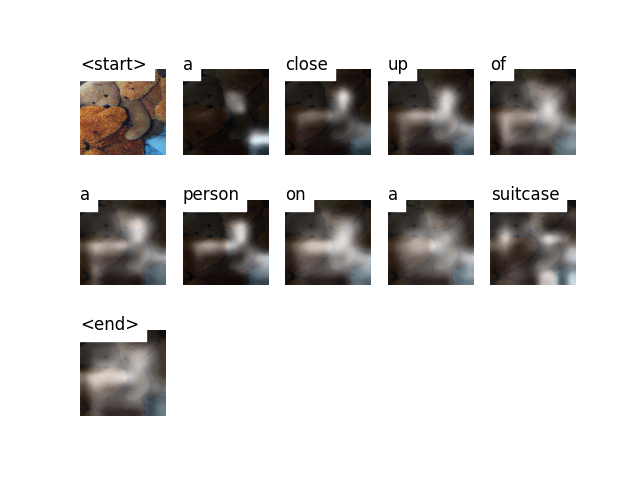 <start> a close up of
a person on a suitcase
<end>